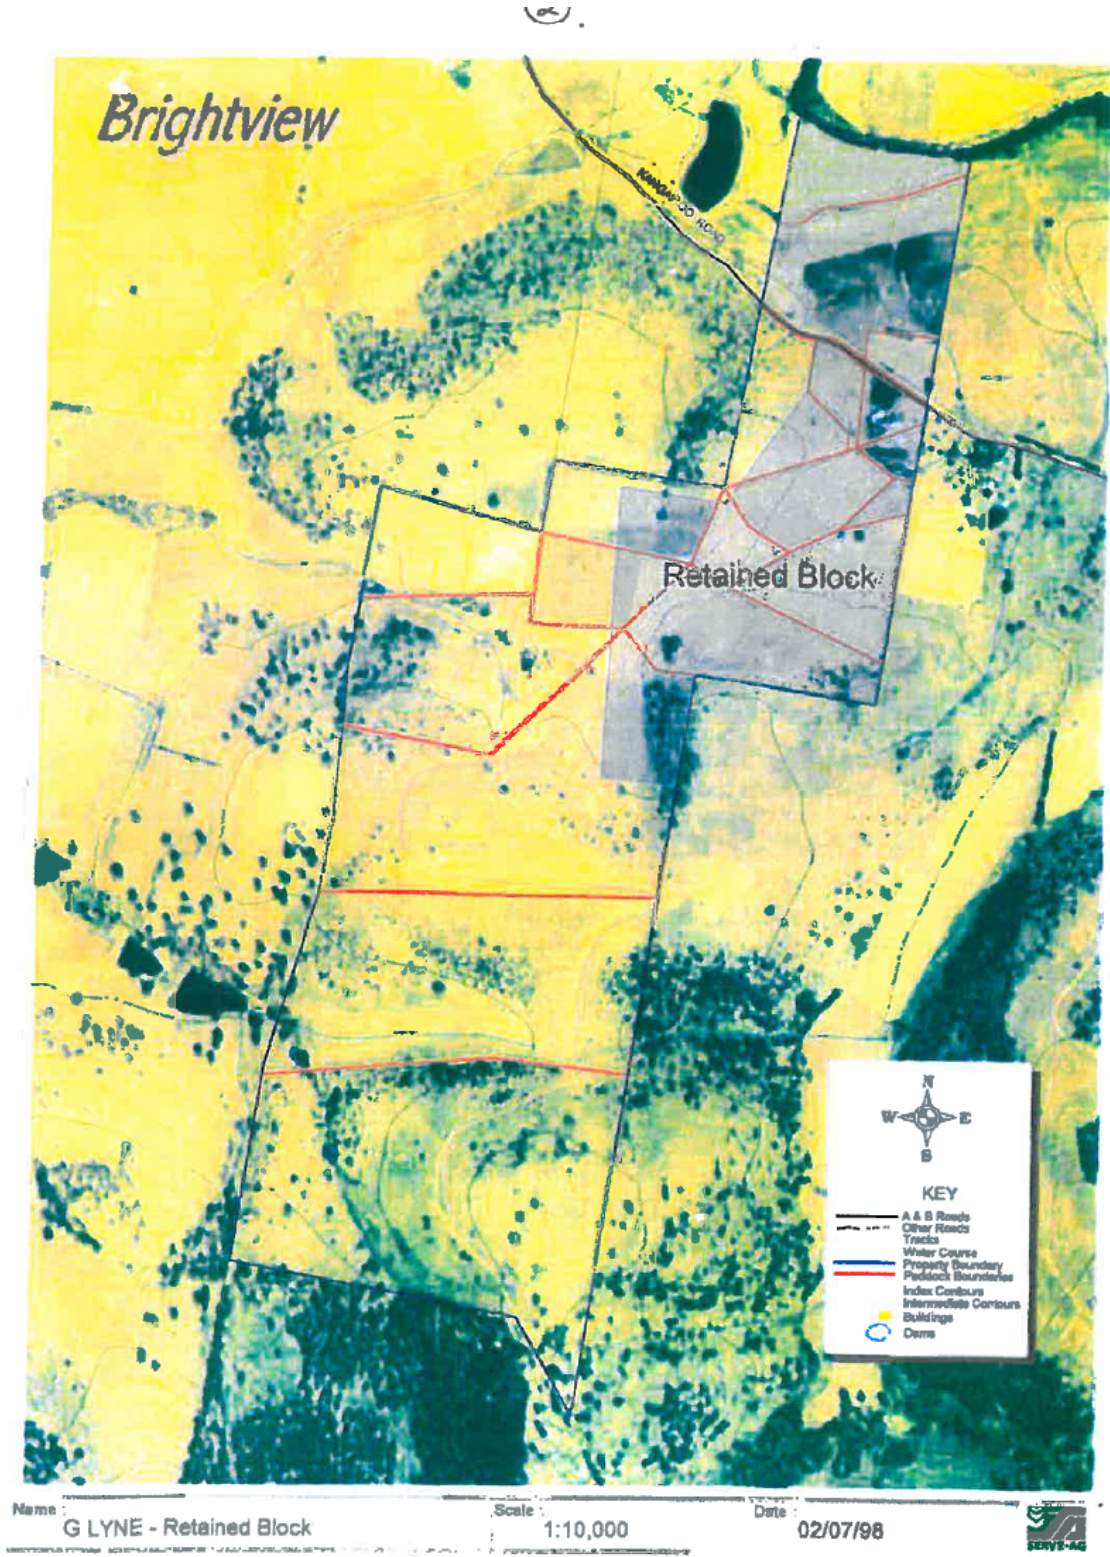 Brightview
KANGAROO ROAD
Retained Block
N
W E
S
KEY
A & B Roads
Other Roads
Tracks
Water Course
Property Boundary
Paddock Boundaries
Index Contours
Intermediate Contours
Buildings
Dams
Name : Scale : Date :
G LYNE - Retained Block 1:10,000 02/07/98
SERVE-AG